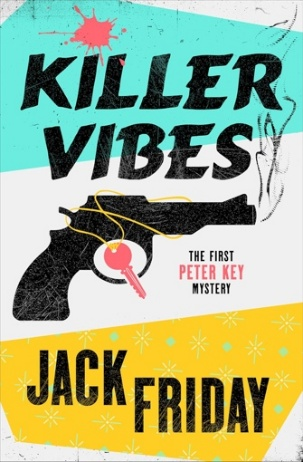 KILLER
VIBES
THE FIRST
PETER KEY
MYSTERY
JACK
FRIDAY